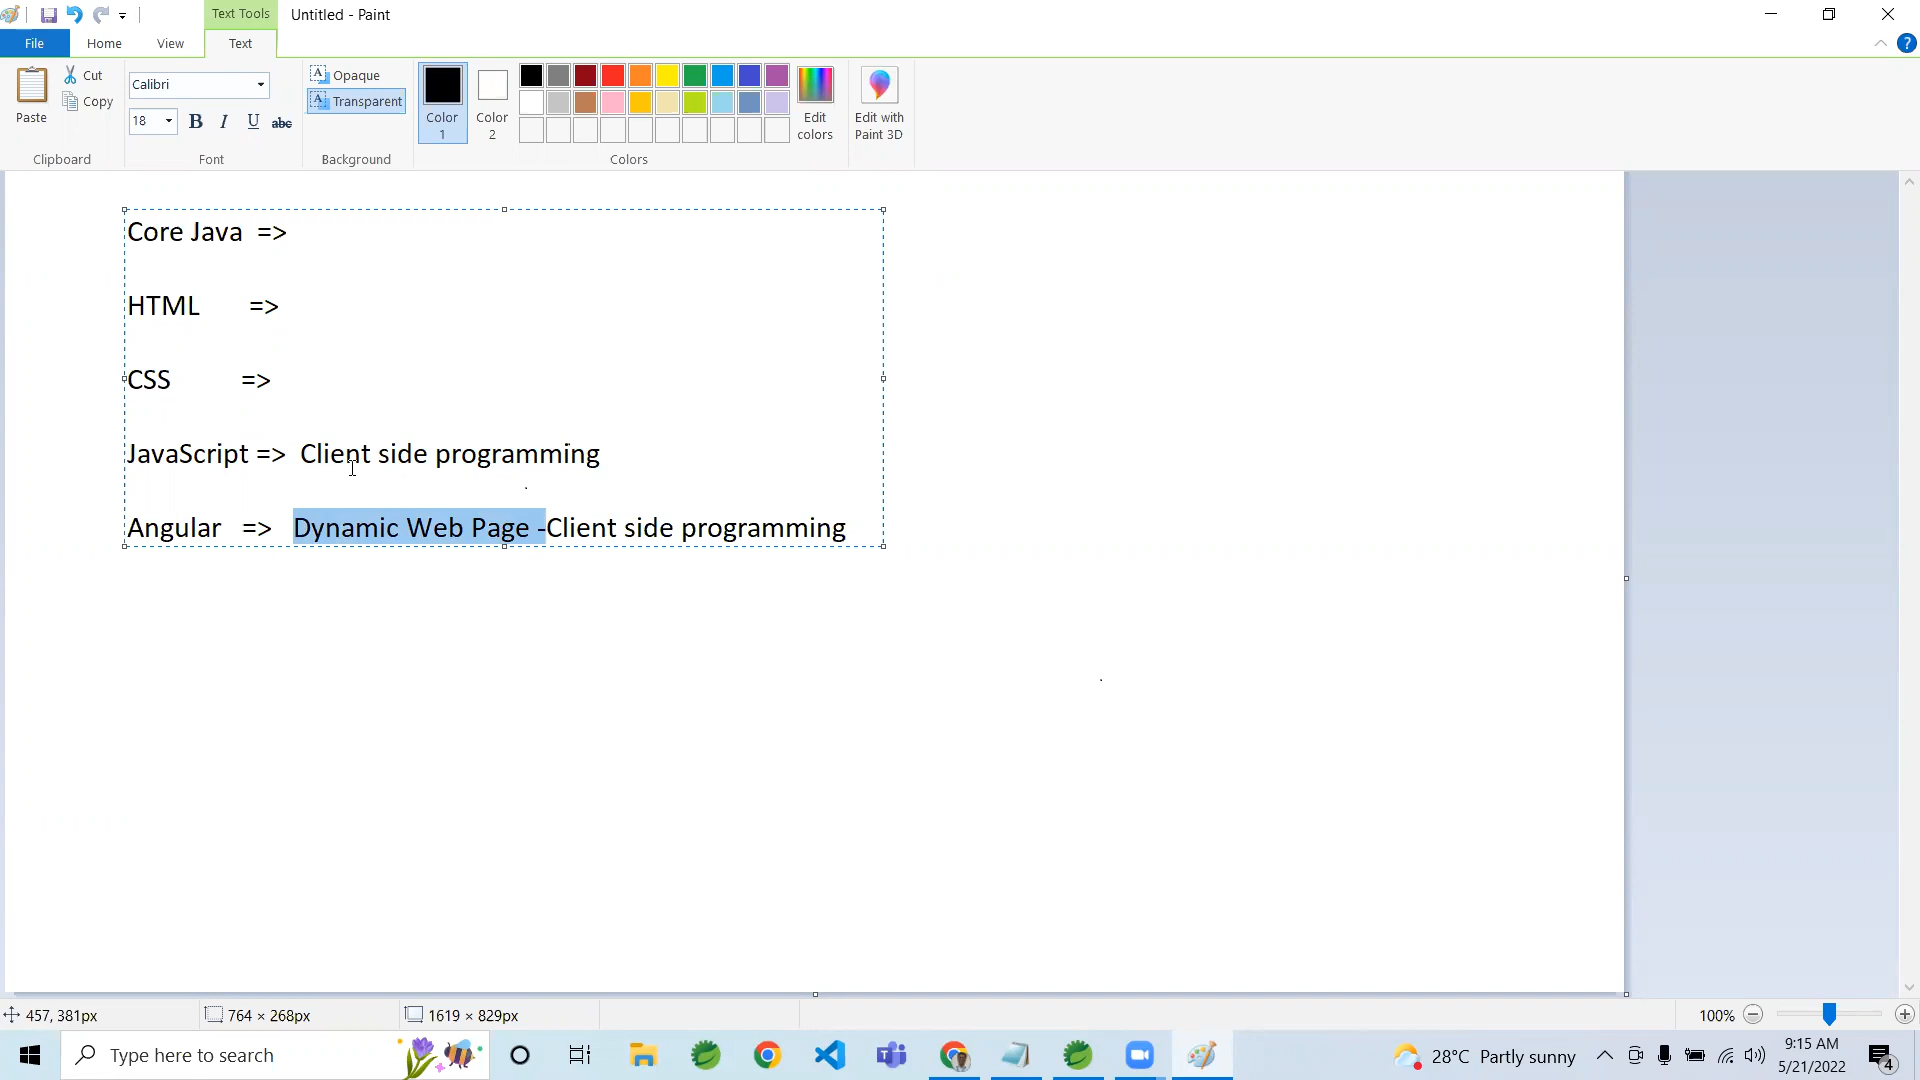 Text Tools Untitled - Paint
File Home View Text
Paste Cut Copy Clipboard
Calibri 18 B I U abc Font
Opaque Transparent Background
Color 1 Color 2 Edit colors Colors
Edit with Paint 3D
Core Java =>
HTML =>
CSS =>
JavaScript => Client side programming
Angular => Dynamic Web Page -Client side programming
457, 381px 764 × 268px 1619 × 829px 100%
Type here to search 28°C Partly sunny 9:15 AM 5/21/2022 4